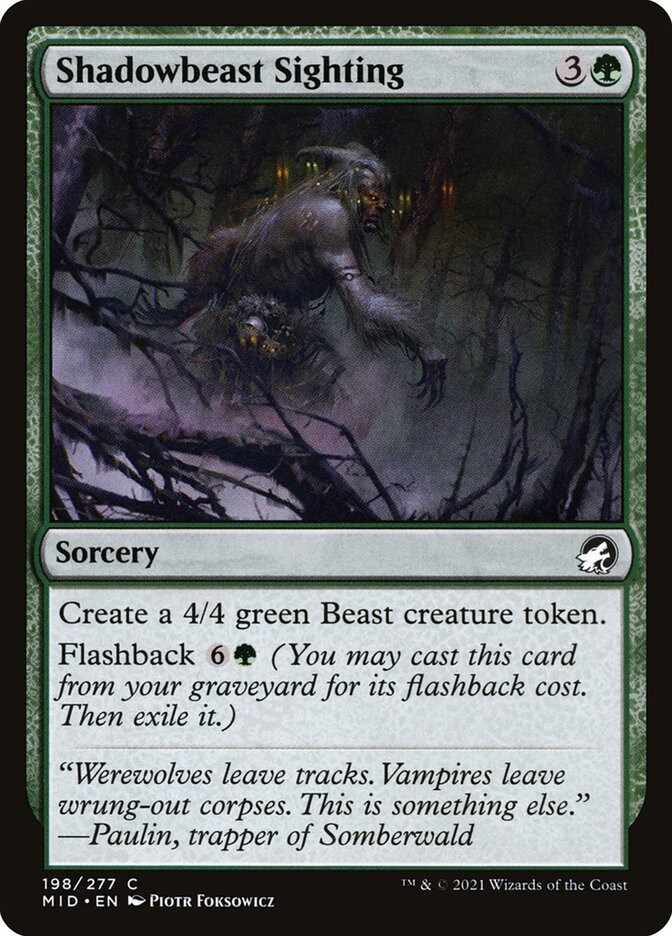 Shadowbeast Sighting 3
Sorcery
Create a 4/4 green Beast creature token.
Flashback 6 (You may cast this card
from your graveyard for its flashback cost.
Then exile it.)
“Werewolves leave tracks. Vampires leave
wrung-out corpses. This is something else.”
—Paulin, trapper of Somberwald
198/277 C
MID • EN Piotr Foksowicz
™ & © 2021 Wizards of the Coast